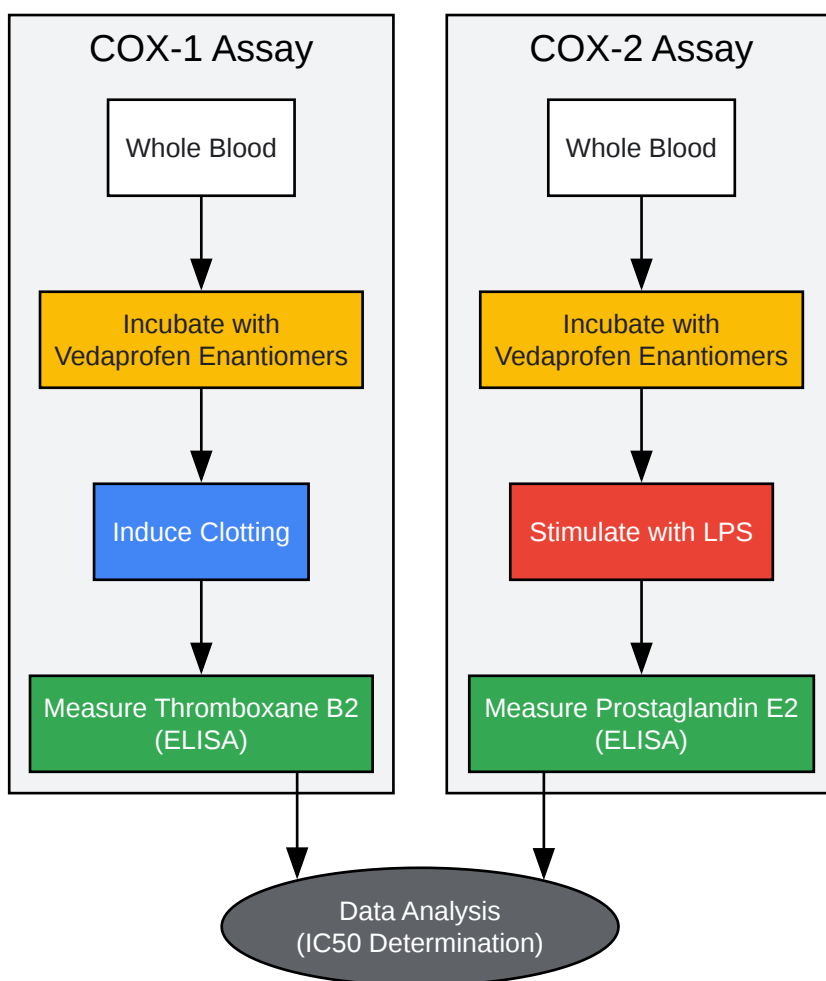 COX-1 Assay
Whole Blood
Incubate with
Vedaprofen Enantiomers
Induce Clotting
Measure Thromboxane B2
(ELISA)
COX-2 Assay
Whole Blood
Incubate with
Vedaprofen Enantiomers
Stimulate with LPS
Measure Prostaglandin E2
(ELISA)
Data Analysis
(IC50 Determination)